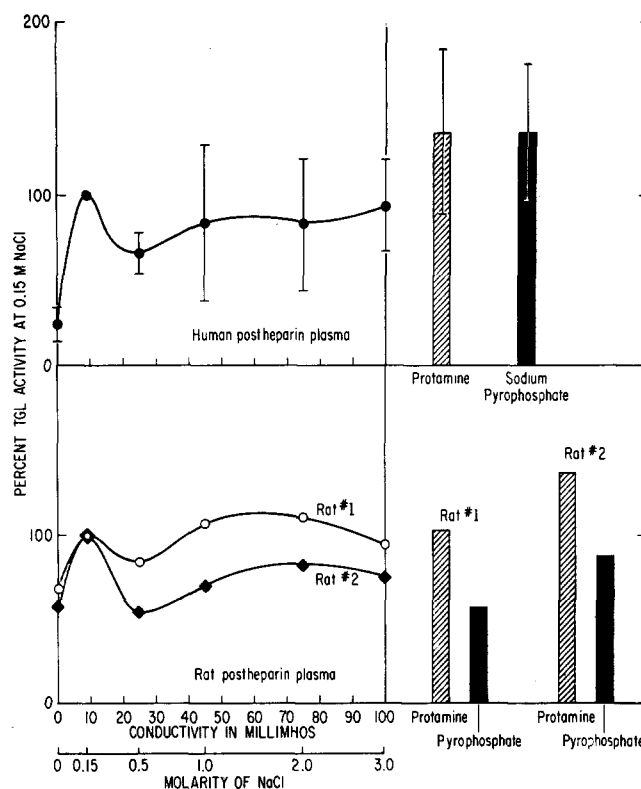 PERCENT TGL ACTIVITY AT 0.15 M NaCl
200
100
0
Human postheparin plasma
Protamine
Sodium
Pyrophosphate
100
0
Rat #1
Rat #2
Rat postheparin plasma
Rat #1
Rat #2
Protamine
Pyrophosphate
Protamine
Pyrophosphate
0 10 20 30 40 50 60 70 80 90 100
CONDUCTIVITY IN MILLIMHOS
0 0.15 0.5 1.0 2.0 3.0
MOLARITY OF NaCl